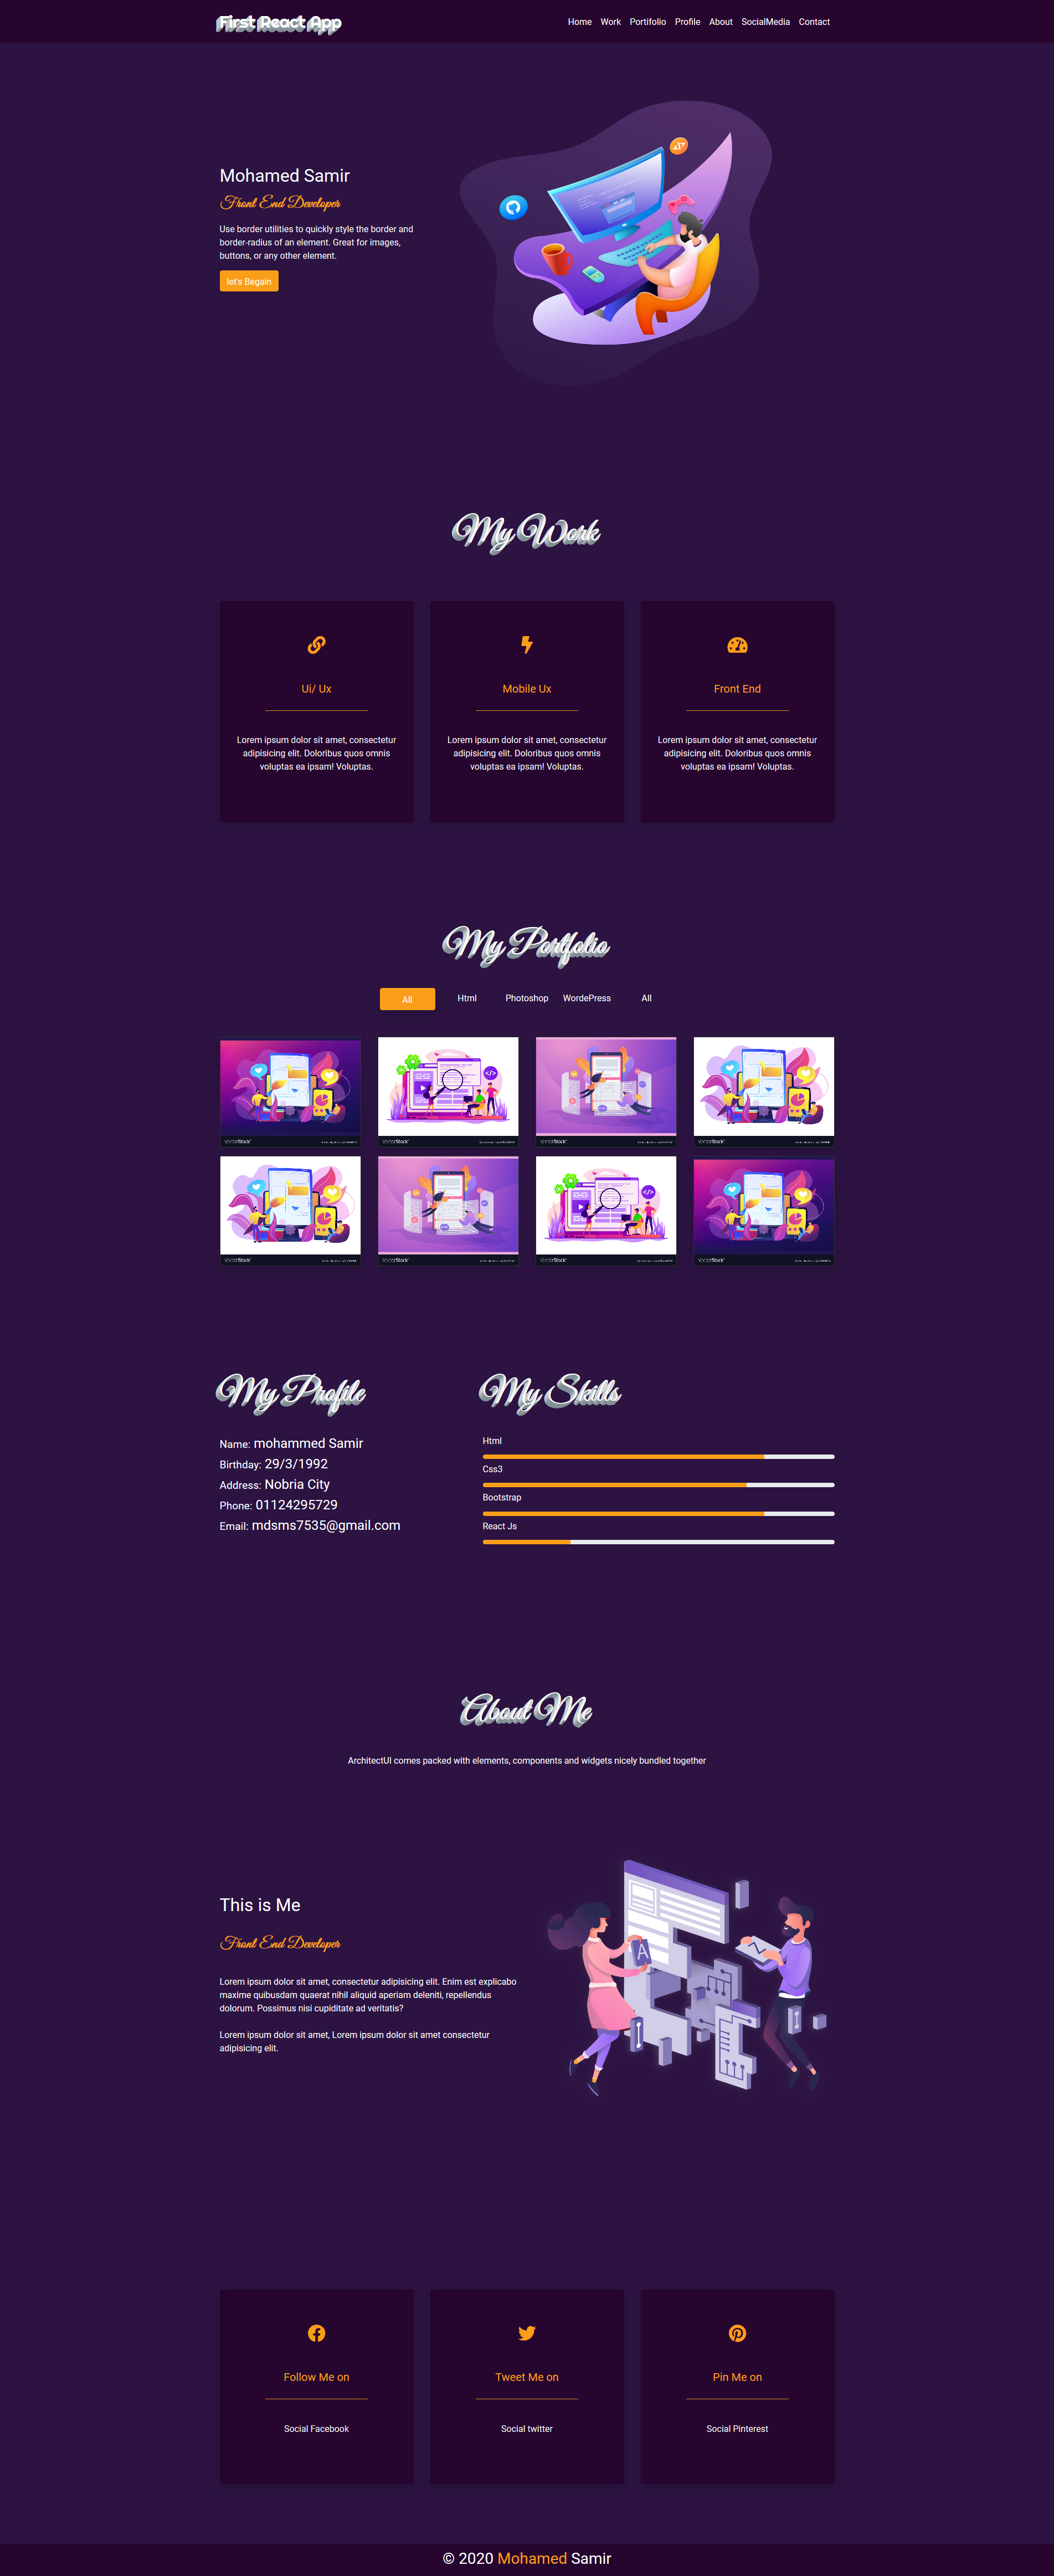 First React App
Home Work Portifolio Profile About SocialMedia Contact
Mohamed Samir
Front End Developer
Use border utilities to quickly style the border and
border-radius of an element. Great for images,
buttons, or any other element.
let's Begain
My Work
Ui/ Ux
Lorem ipsum dolor sit amet, consectetur
adipisicing elit. Doloribus quos omnis
voluptas ea ipsam! Voluptas.
Mobile Ux
Lorem ipsum dolor sit amet, consectetur
adipisicing elit. Doloribus quos omnis
voluptas ea ipsam! Voluptas.
Front End
Lorem ipsum dolor sit amet, consectetur
adipisicing elit. Doloribus quos omnis
voluptas ea ipsam! Voluptas.
My Portfolio
All Html Photoshop WordePress All
VectorStock
VectorStock
VectorStock
VectorStock
VectorStock
VectorStock
VectorStock
VectorStock
My Profile
Name: mohammed Samir
Birthday: 29/3/1992
Address: Nobria City
Phone: 01124295729
Email: mdsms7535@gmail.com
My Skills
Html
Css3
Bootstrap
React Js
About Me
ArchitectUI comes packed with elements, components and widgets nicely bundled together
This is Me
Front End Developer
Lorem ipsum dolor sit amet, consectetur adipisicing elit. Enim est explicabo
maxime quibusdam quaerat nihil aliquid aperiam deleniti, repellendus
dolorum. Possimus nisi cupiditate ad veritatis?
Lorem ipsum dolor sit amet, Lorem ipsum dolor sit amet consectetur
adipisicing elit.
A
Follow Me on
Social Facebook
Tweet Me on
Social twitter
Pin Me on
Social Pinterest
© 2020 Mohamed Samir